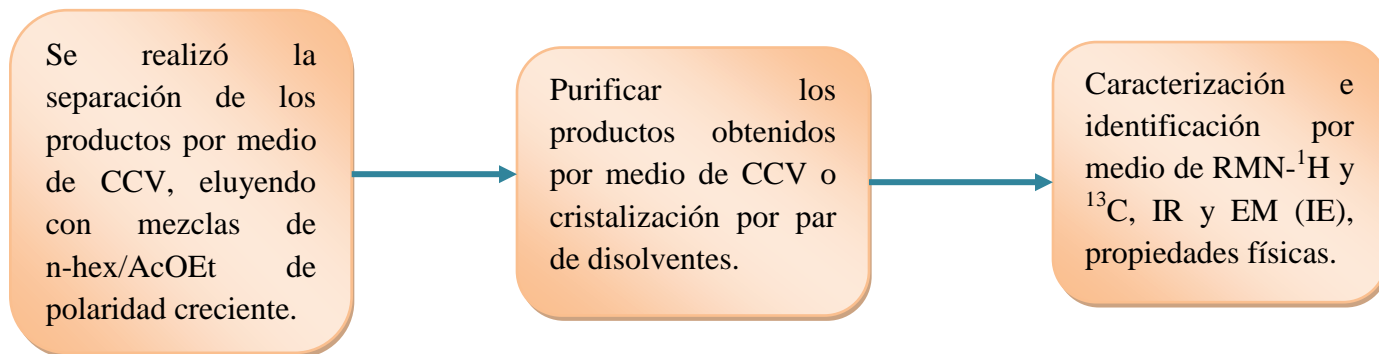 Se realizó la
separación de los
productos por medio
de CCV, eluyendo
con mezclas de
n-hex/AcOEt de
polaridad creciente.
Purificar los
productos obtenidos
por medio de CCV o
cristalización por par
de disolventes.
Caracterización e
identificación por
medio de RMN-¹H y
¹³C, IR y EM (IE),
propiedades físicas.